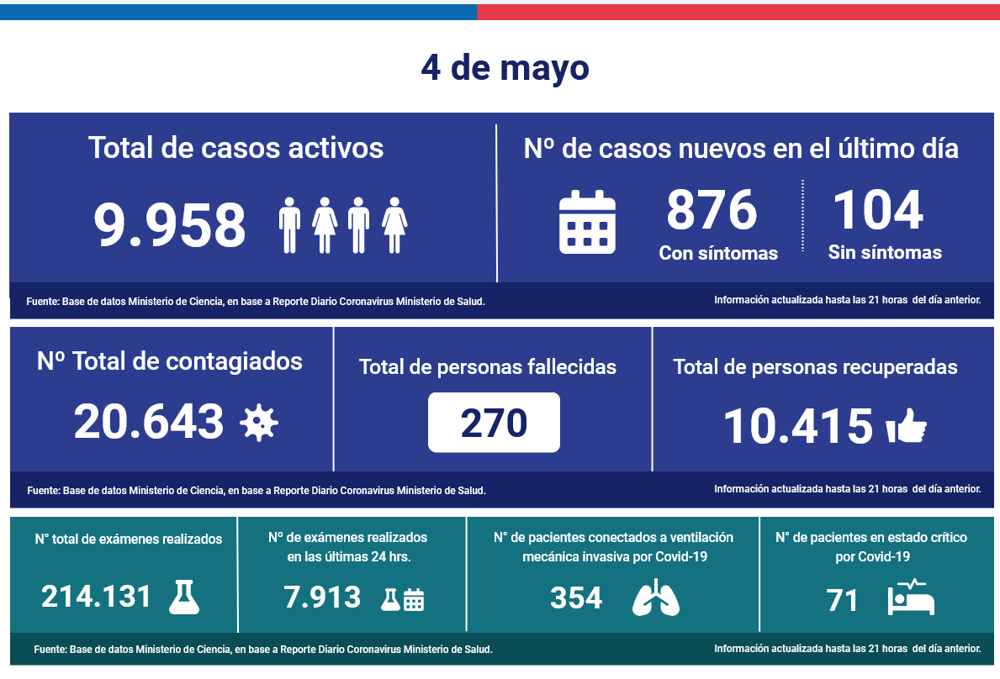 4 de mayo
Total de casos activos
9.958
Nº de casos nuevos en el último día
876
Con síntomas
104
Sin síntomas
Fuente: Base de datos Ministerio de Ciencia, en base a Reporte Diario Coronavirus Ministerio de Salud.
Información actualizada hasta las 21 horas del día anterior.
Nº Total de contagiados
20.643
Total de personas fallecidas
270
Total de personas recuperadas
10.415
Fuente: Base de datos Ministerio de Ciencia, en base a Reporte Diario Coronavirus Ministerio de Salud.
Información actualizada hasta las 21 horas del día anterior.
N° total de exámenes realizados
214.131
Nº de exámenes realizados
en las últimas 24 hrs.
7.913
N° de pacientes conectados a ventilación
mecánica invasiva por Covid-19
354
N° de pacientes en estado crítico
por Covid-19
71
Fuente: Base de datos Ministerio de Ciencia, en base a Reporte Diario Coronavirus Ministerio de Salud.
Información actualizada hasta las 21 horas del día anterior.